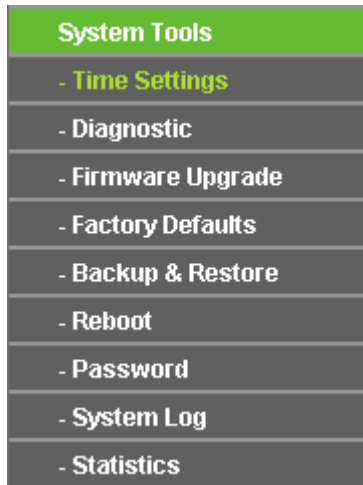 System Tools
- Time Settings
- Diagnostic
- Firmware Upgrade
- Factory Defaults
- Backup & Restore
- Reboot
- Password
- System Log
- Statistics